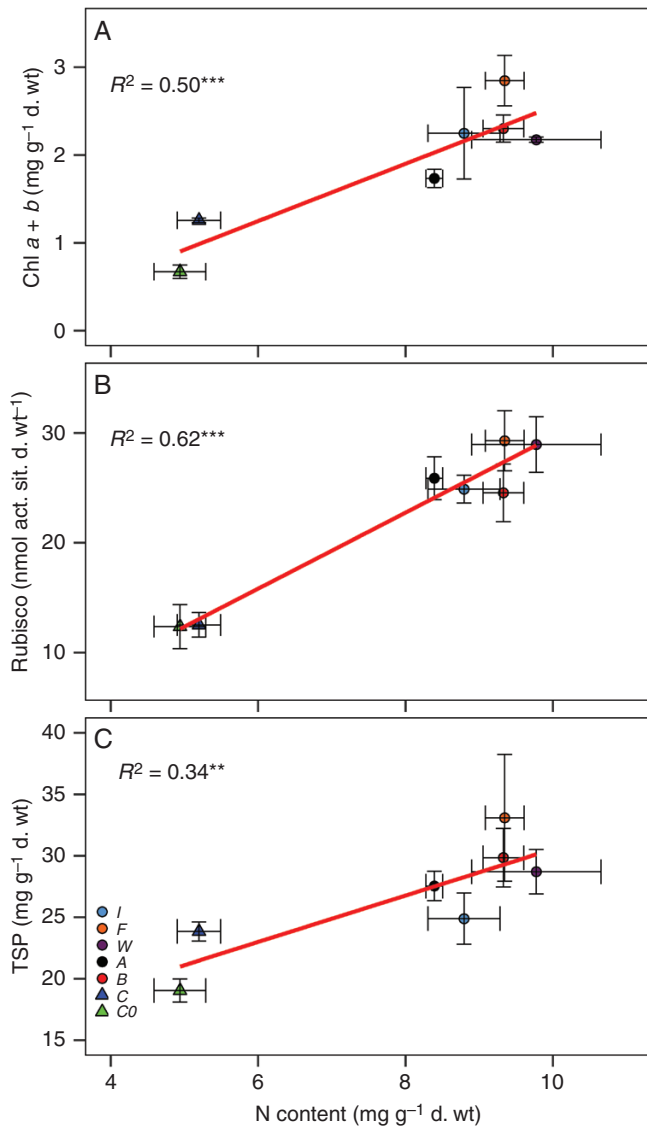 A
R² = 0.50***
3
2
1
0
Chl a + b (mg g⁻¹ d. wt)
B
R² = 0.62***
30
20
10
Rubisco (nmol act. sit. d. wt⁻¹)
C
R² = 0.34**
40
35
30
25
20
15
TSP (mg g⁻¹ d. wt)
I
F
W
A
B
C
C0
4 6 8 10
N content (mg g⁻¹ d. wt)